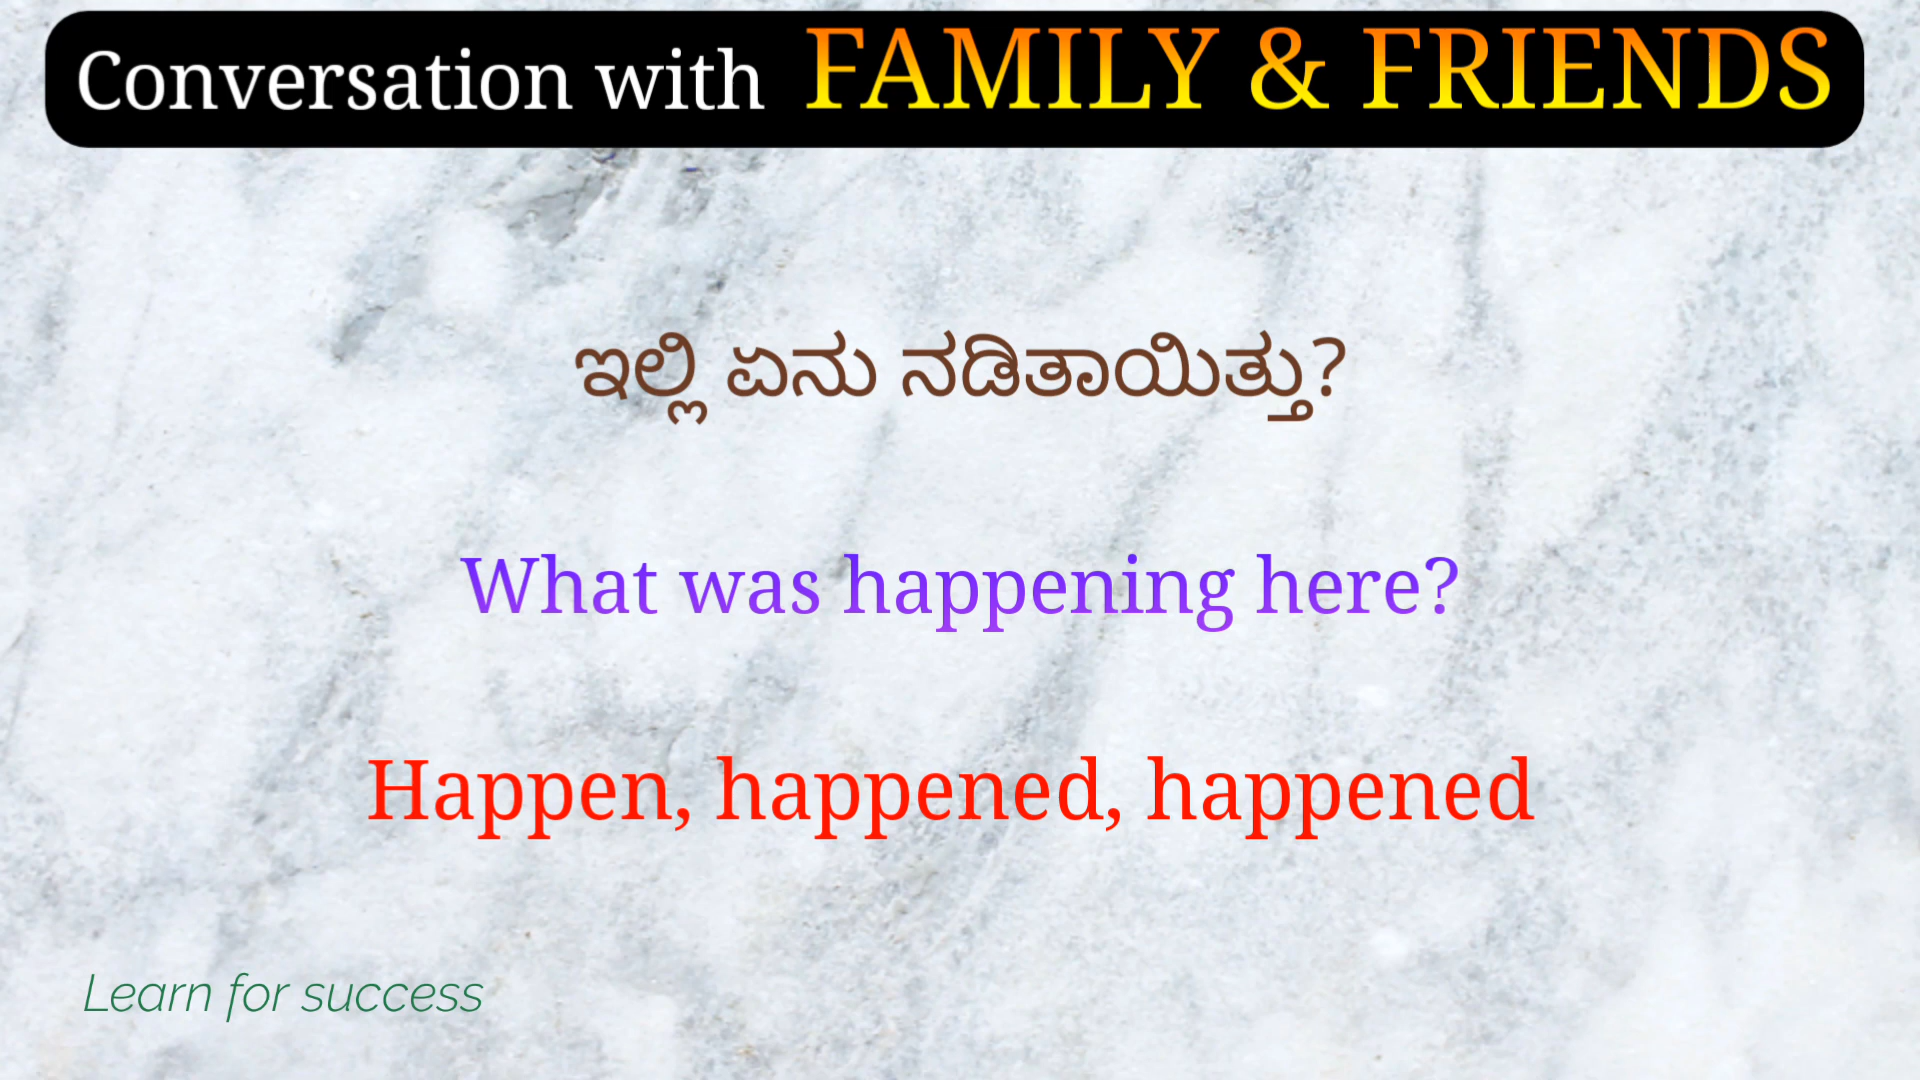 Conversation with FAMILY & FRIENDS
ಇಲ್ಲಿ ಏನು ನಡಿತಾಯಿತ್ತು?
What was happening here?
Happen, happened, happened
Learn for success